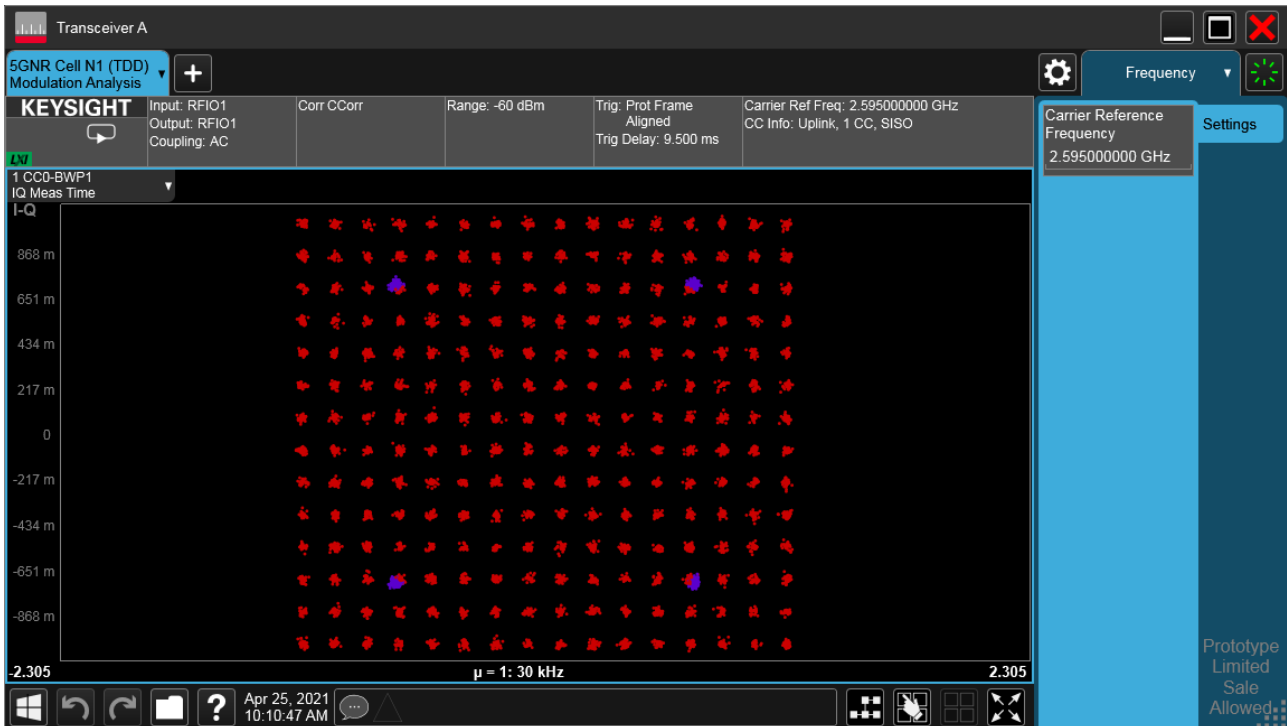 Transceiver A
5GNR Cell N1 (TDD)
Modulation Analysis
Frequency
KEYSIGHT
LXI
Input: RFIO1
Output: RFIO1
Coupling: AC
Corr CCorr
Range: -60 dBm
Trig: Prot Frame
Aligned
Trig Delay: 9.500 ms
Carrier Ref Freq: 2.595000000 GHz
CC Info: Uplink, 1 CC, SISO
Carrier Reference
Frequency
2.595000000 GHz
Settings
1 CC0-BWP1
IQ Meas Time
I-Q
868 m
651 m
434 m
217 m
0
-217 m
-434 m
-651 m
-868 m
-2.305
µ = 1: 30 kHz
2.305
Prototype
Limited
Sale
Allowed
?
Apr 25, 2021
10:10:47 AM